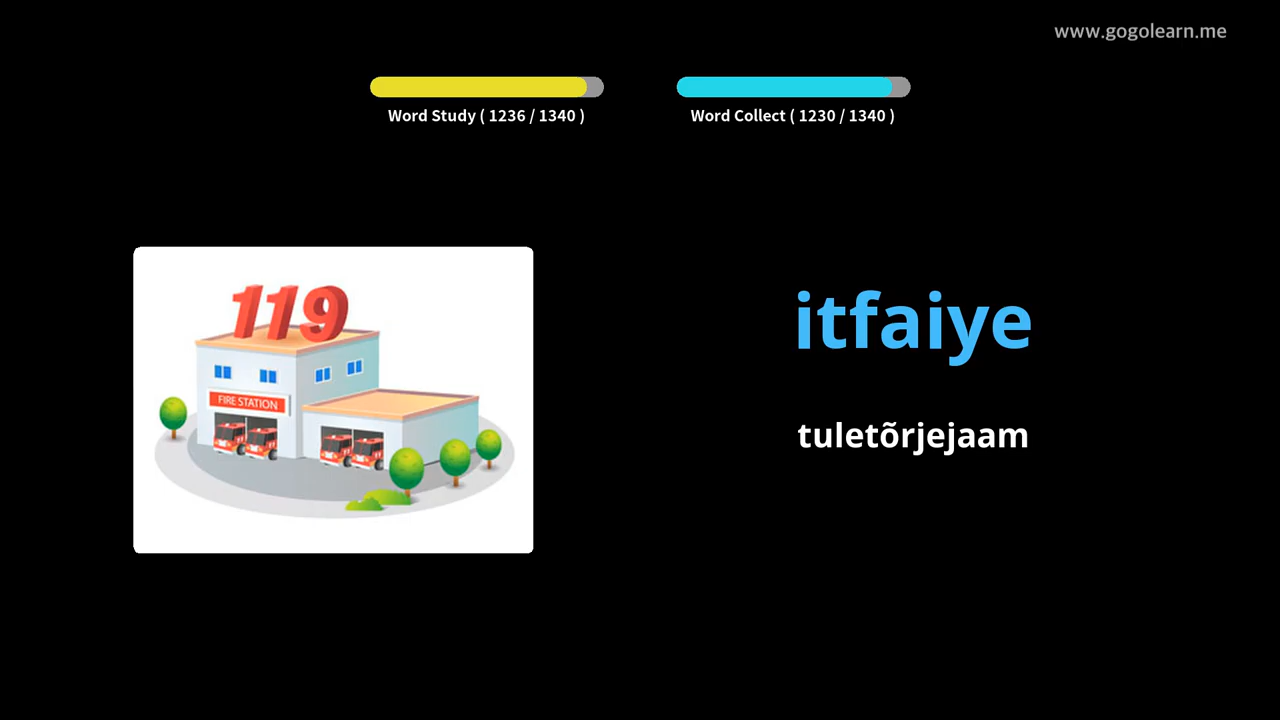 www.gogolearn.me
Word Study ( 1236 / 1340 )
Word Collect ( 1230 / 1340 )
119
FIRE STATION
itfaiye
tuletõrjejaam